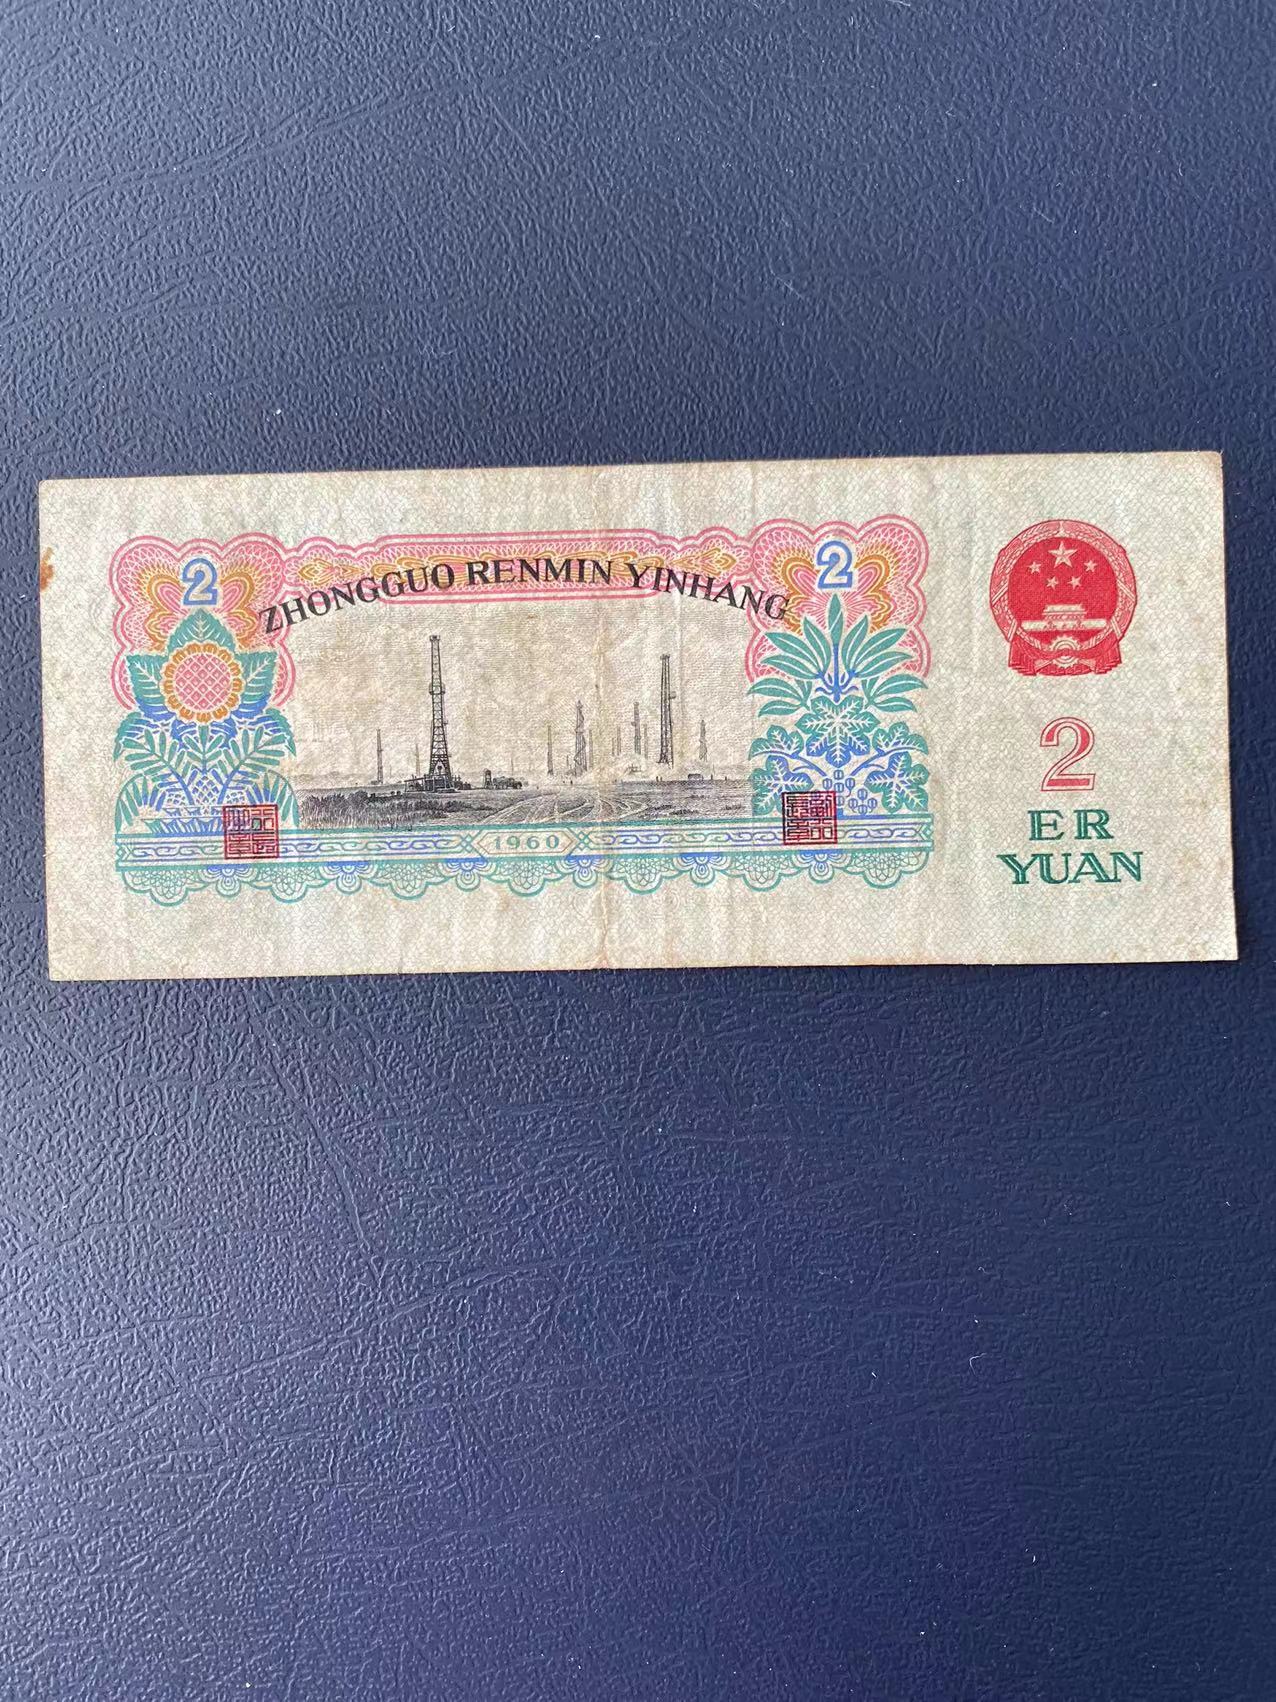 2
2
ZHONGGUO RENMIN YINHANG
1960
2
ER
YUAN